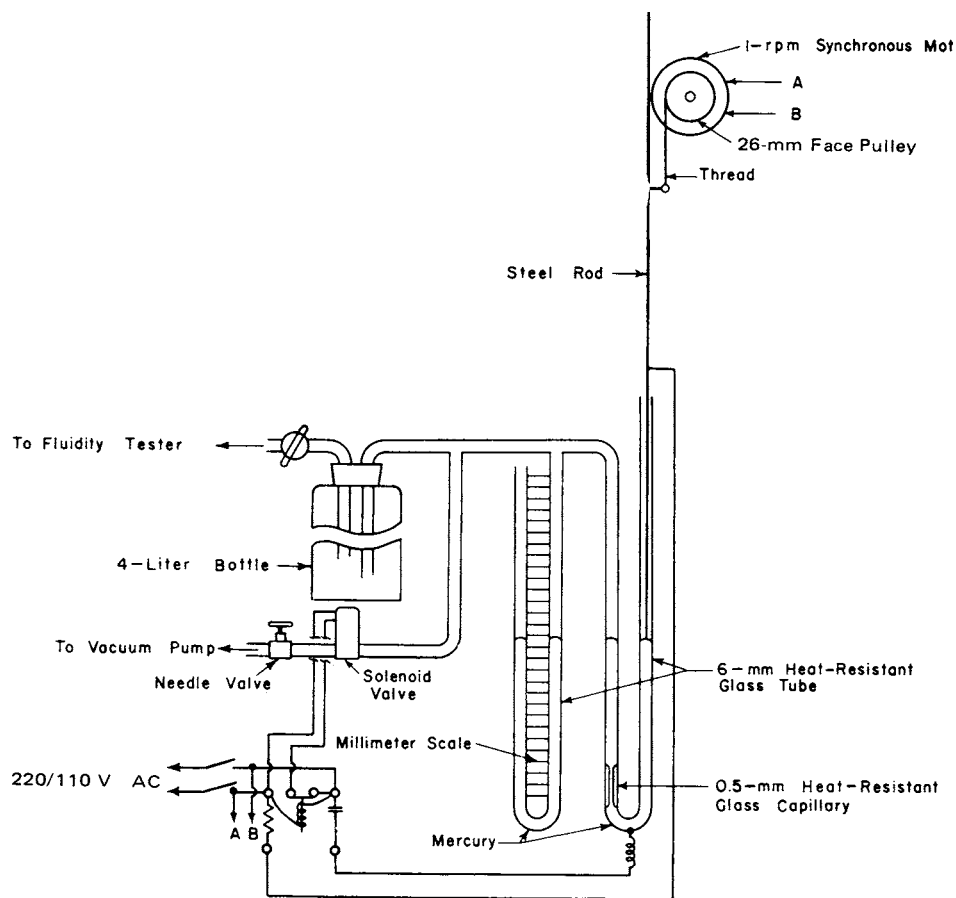 1-rpm Synchronous Mot
A
B
26-mm Face Pulley
Thread
Steel Rod
To Fluidity Tester
4-Liter Bottle
To Vacuum Pump
Needle Valve
Solenoid
Valve
6-mm Heat-Resistant
Glass Tube
Millimeter Scale
220/110 V AC
0.5-mm Heat-Resistant
Glass Capillary
A B
Mercury